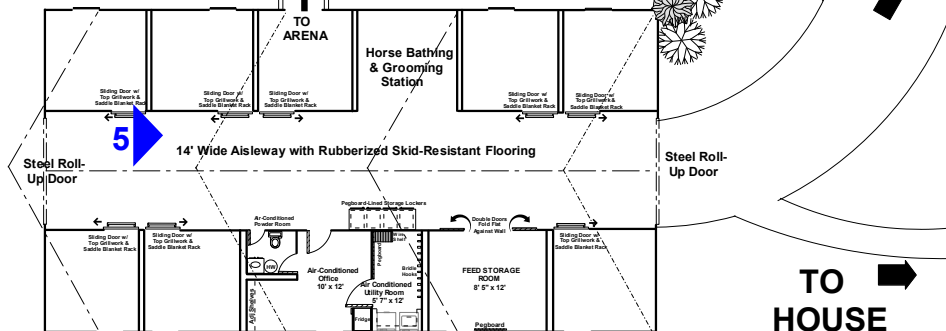 TO
ARENA
Horse Bathing
& Grooming
Station
Sliding Door w/
Top Grillwork &
Saddle Blanket Rack
Sliding Door w/
Top Grillwork &
Saddle Blanket Rack
Sliding Door w/
Top Grillwork &
Saddle Blanket Rack
Sliding Door w/
Top Grillwork &
Saddle Blanket Rack
Sliding Door w/
Top Grillwork &
Saddle Blanket Rack
5
14' Wide Aisleway with Rubberized Skid-Resistant Flooring
Steel Roll-
Up Door
Steel Roll-
Up Door
Pegboard-Lined Storage Lockers
Air-Conditioned
Powder Room
Double Doors
Fold Flat
Against Wall
Sliding Door w/
Top Grillwork &
Saddle Blanket Rack
Sliding Door w/
Top Grillwork &
Saddle Blanket Rack
Sliding Door w/
Top Grillwork &
Saddle Blanket Rack
Wine
Shelf
Pegboard
HW
Bridle
Hooks
Air-Conditioned
Office
10' x 12'
Air Conditioned
Utility Room
5' 7" x 12'
FEED STORAGE
ROOM
8' 5" x 12'
Fridge
Pegboard
TO
HOUSE